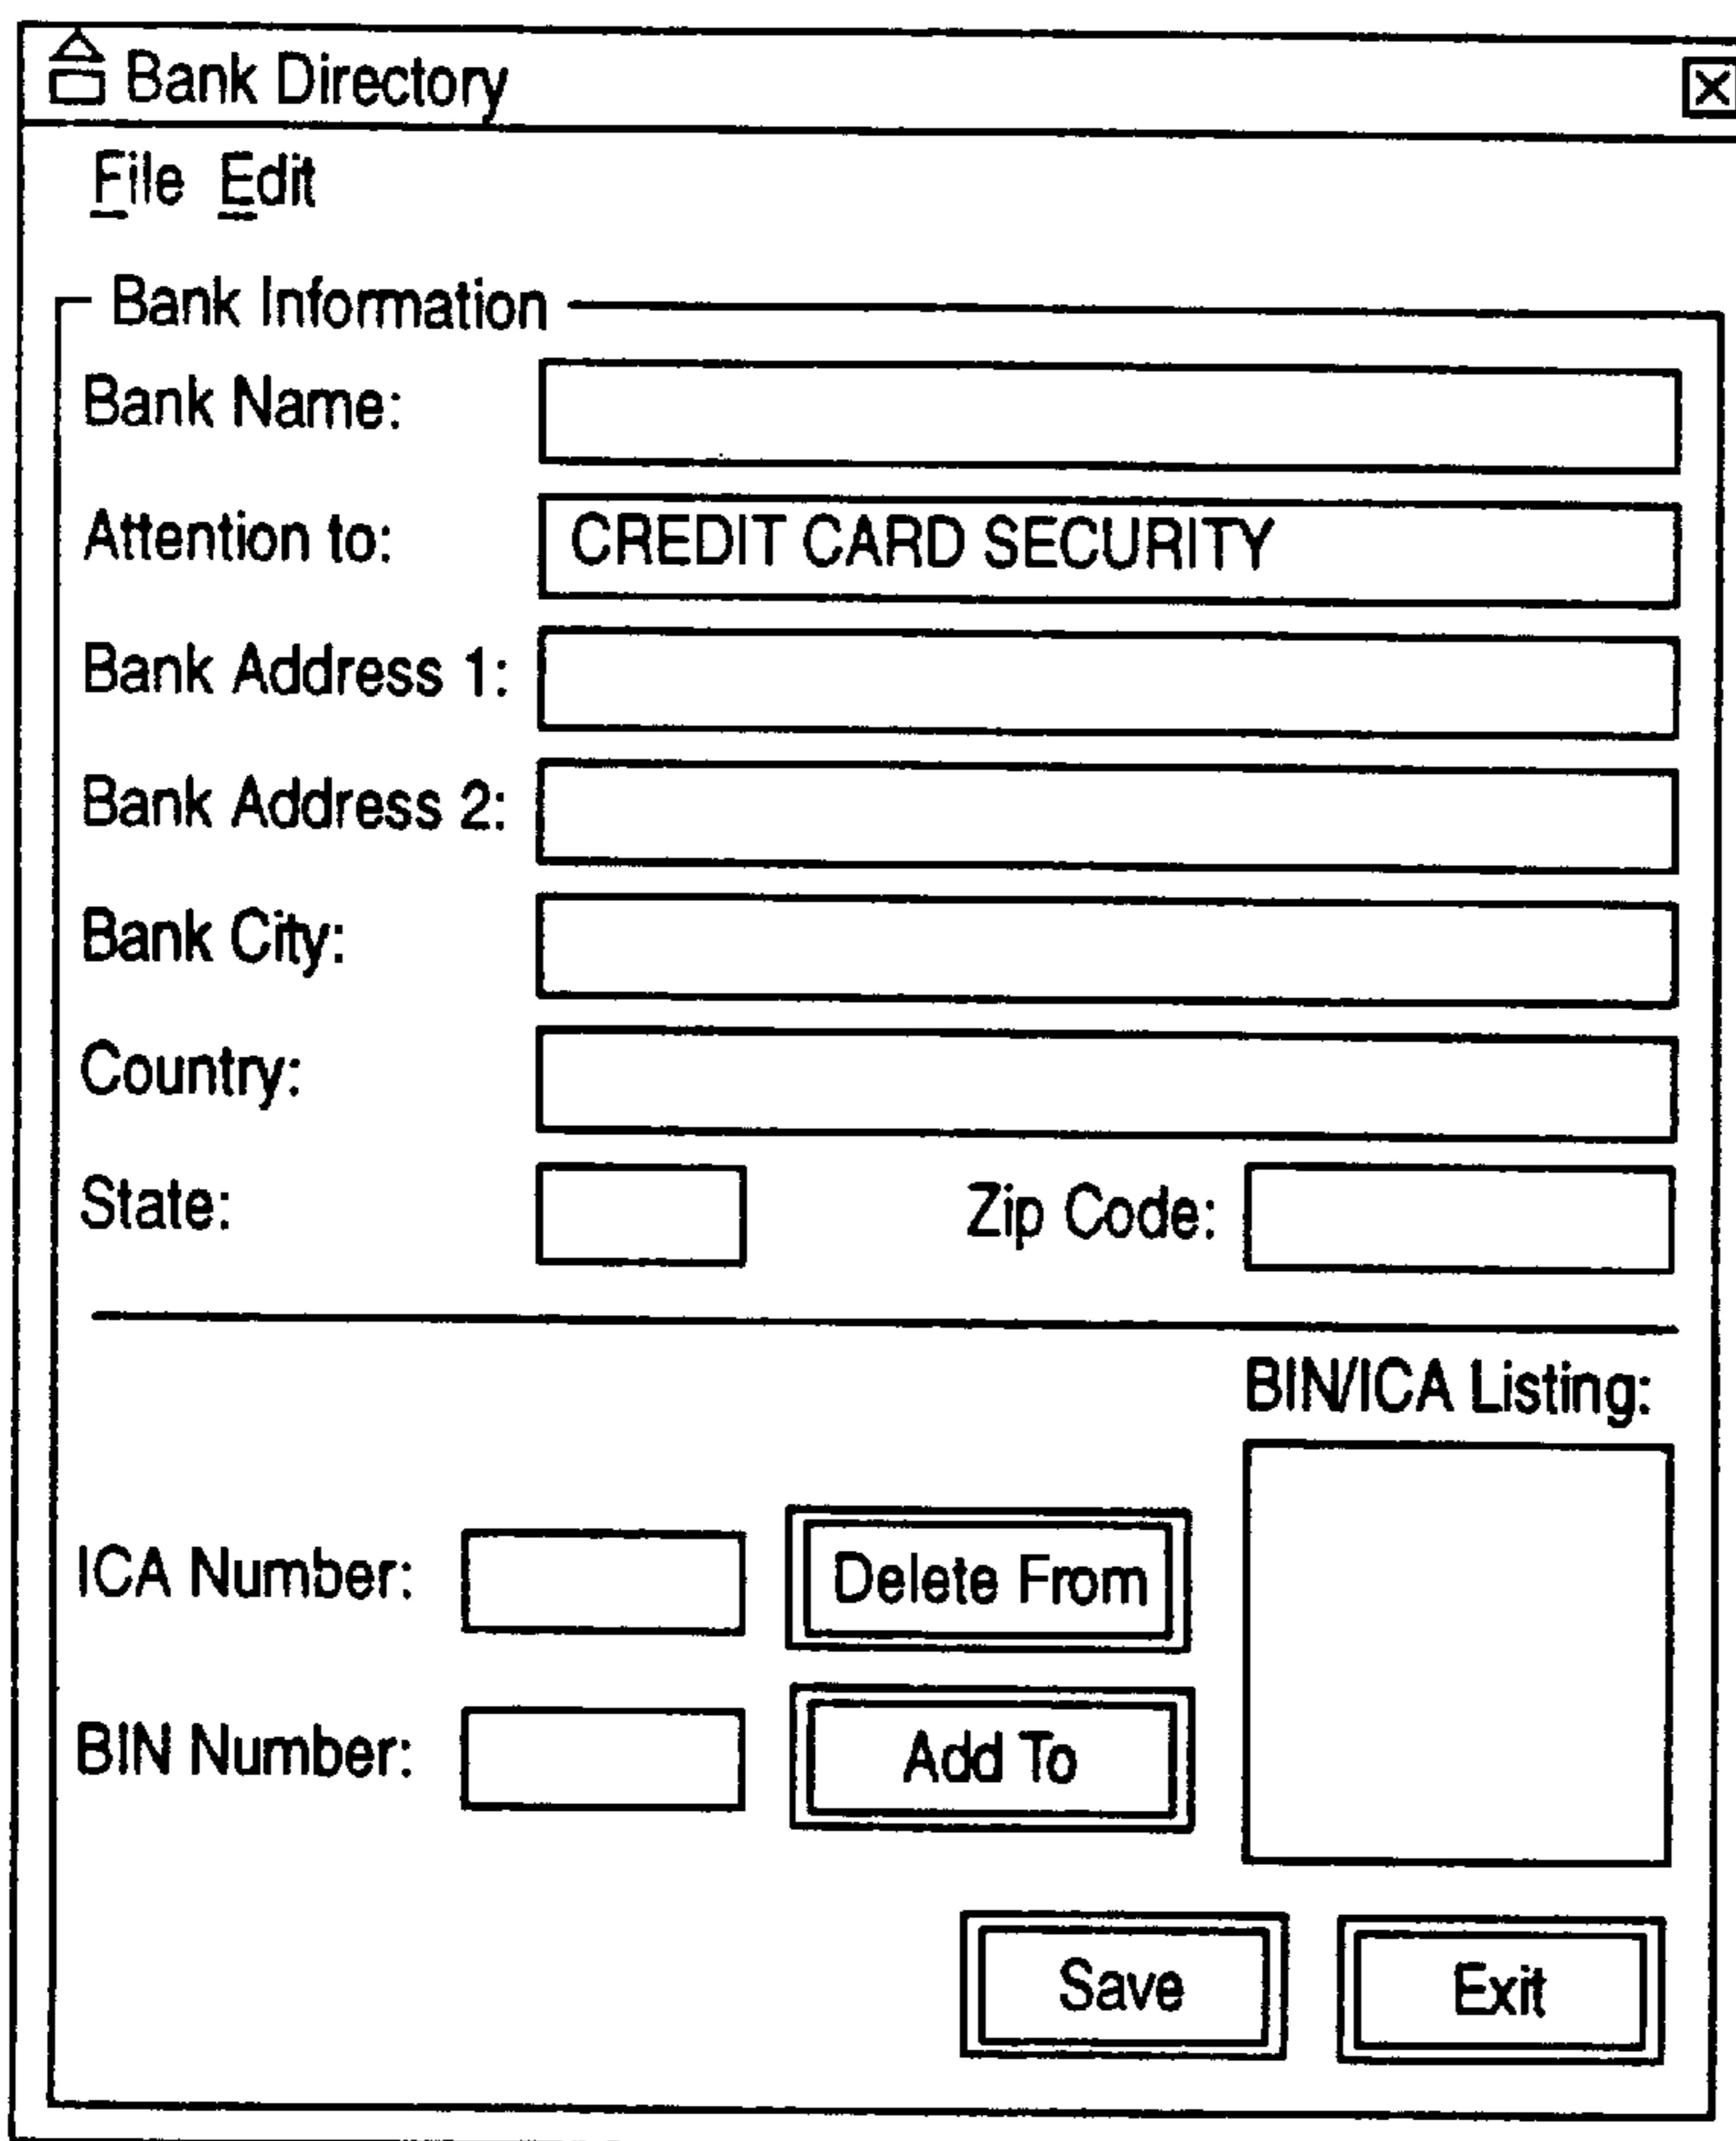 Bank Directory
File Edit
Bank Information
Bank Name:
Attention to: CREDIT CARD SECURITY
Bank Address 1:
Bank Address 2:
Bank City:
Country:
State: Zip Code:
BIN/ICA Listing:
ICA Number: Delete From
BIN Number: Add To
Save Exit